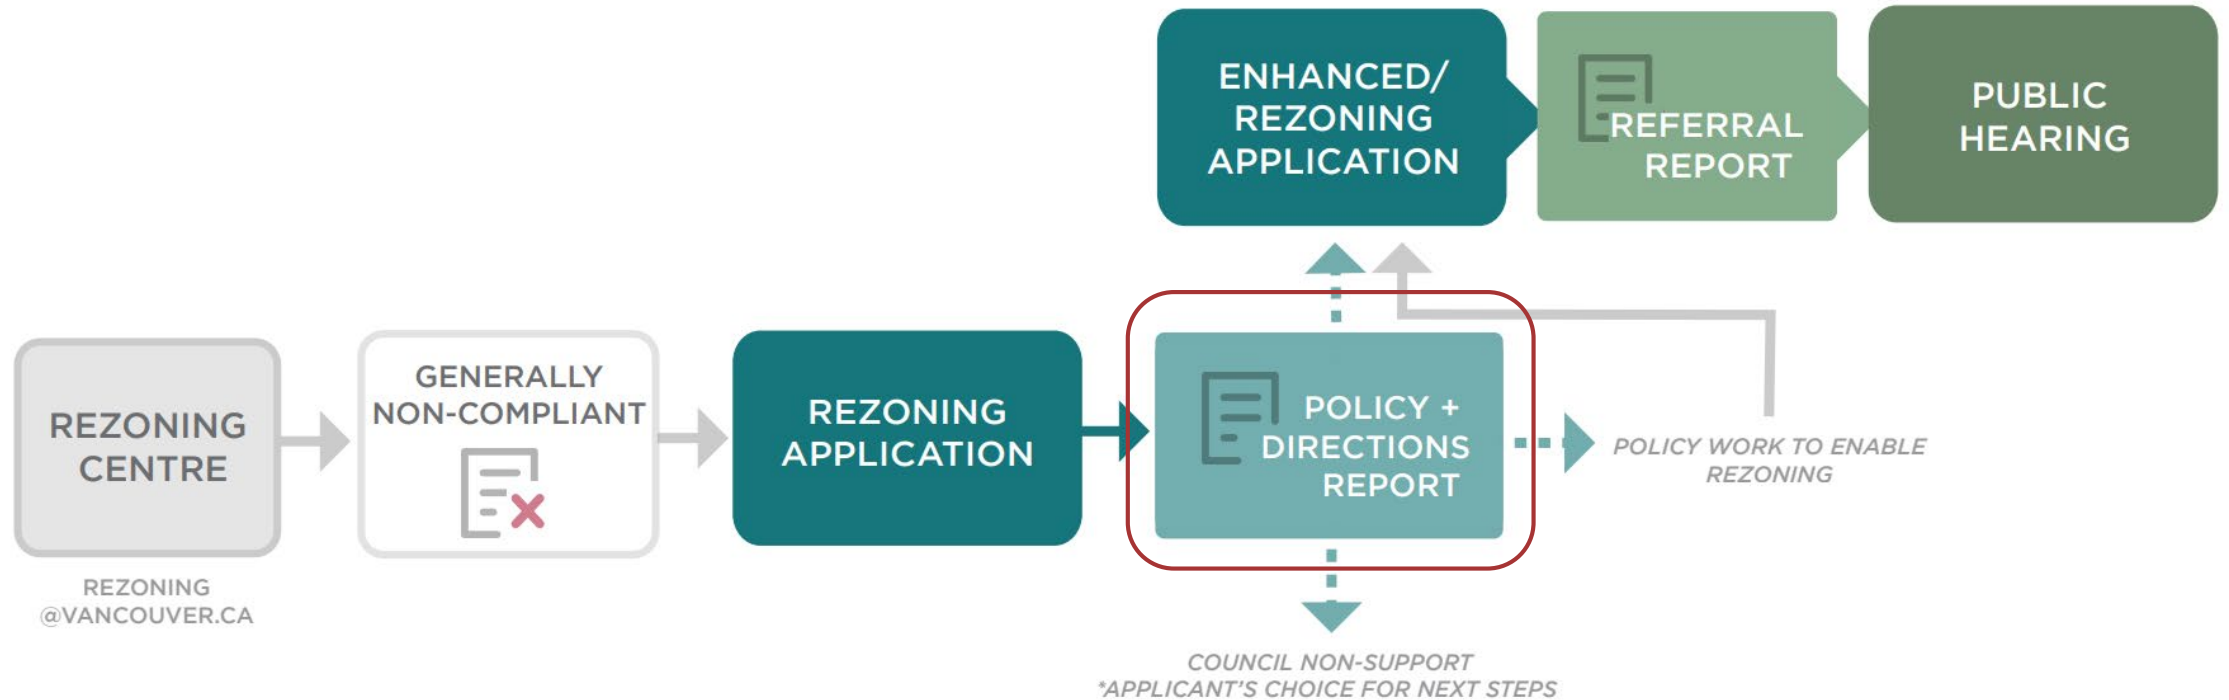 ENHANCED/
REZONING
APPLICATION
REFERRAL
REPORT
PUBLIC
HEARING
REZONING
CENTRE
REZONING
@VANCOUVER.CA
GENERALLY
NON-COMPLIANT
REZONING
APPLICATION
POLICY +
DIRECTIONS
REPORT
POLICY WORK TO ENABLE
REZONING
COUNCIL NON-SUPPORT
*APPLICANT'S CHOICE FOR NEXT STEPS